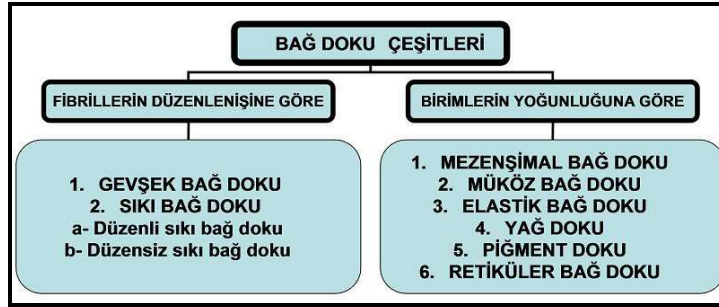 BAĞ DOKU ÇEŞİTLERİ
FİBRİLLERİN DÜZENLENİŞİNE GÖRE
1. GEVŞEK BAĞ DOKU
2. SIKI BAĞ DOKU
a- Düzenli sıkı bağ doku
b- Düzensiz sıkı bağ doku
BİRİMLERİN YOĞUNLUĞUNA GÖRE
1. MEZENŞİMAL BAĞ DOKU
2. MÜKÖZ BAĞ DOKU
3. ELASTİK BAĞ DOKU
4. YAĞ DOKU
5. PİĞMENT DOKU
6. RETİKÜLER BAĞ DOKU